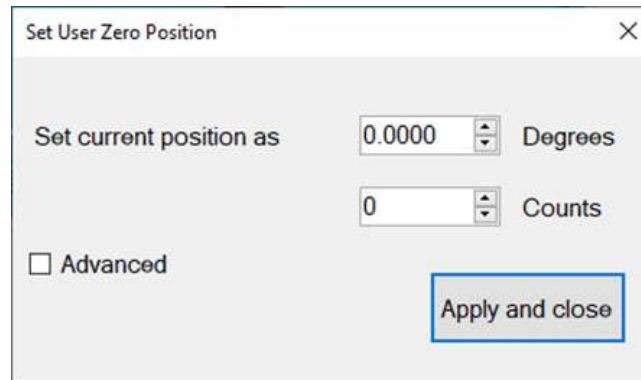 Set User Zero Position
Set current position as 0.0000 Degrees
0 Counts
Advanced
Apply and close